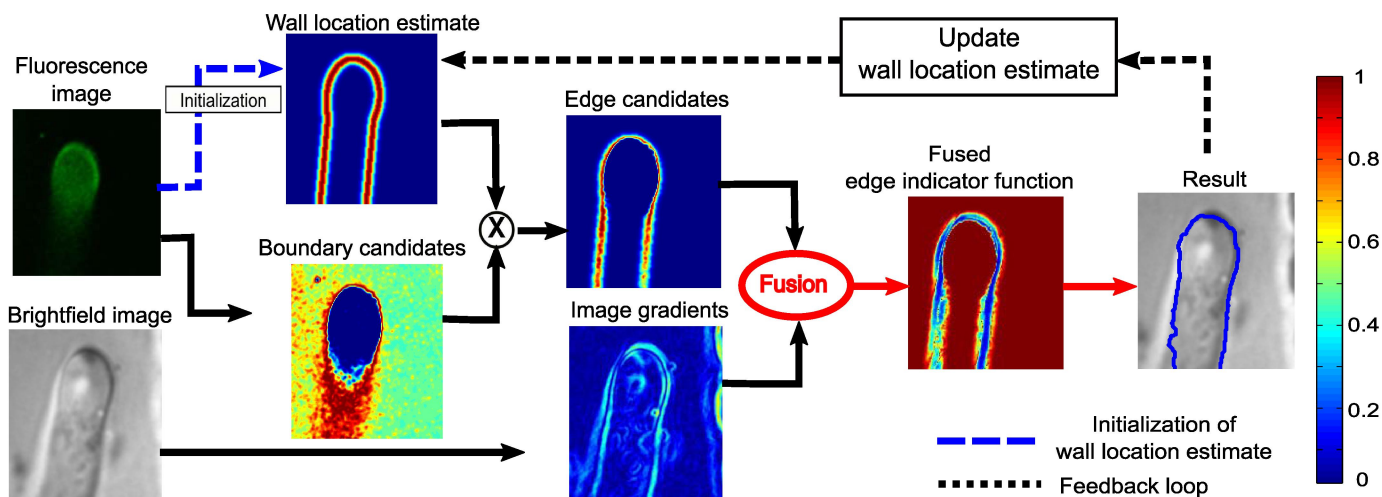 Wall location estimate
Fluorescence
image
Initialization
Update
wall location estimate
Edge candidates
Fused
edge indicator function
Result
Boundary candidates
X
Fusion
Brightfield image
Image gradients
Initialization of
wall location estimate
Feedback loop
1
0.8
0.6
0.4
0.2
0